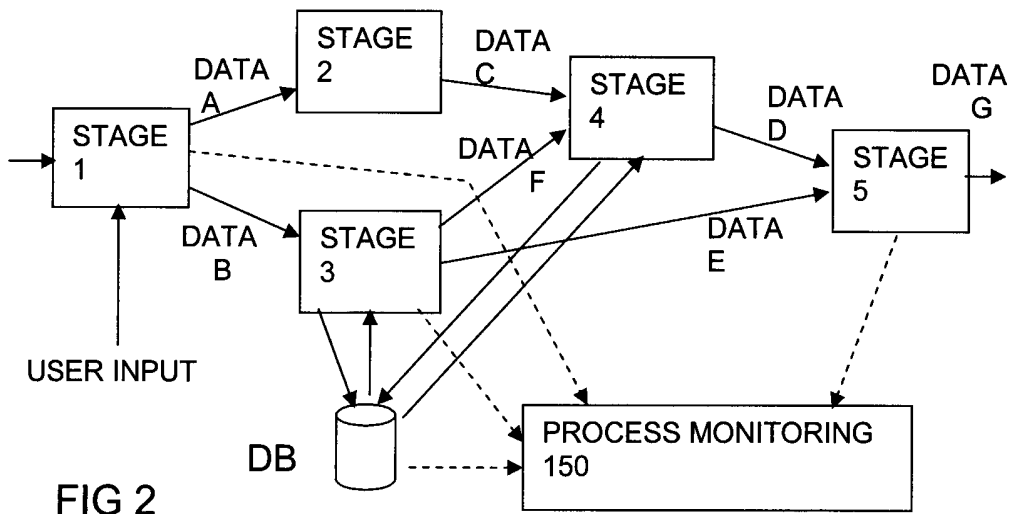 STAGE
2
DATA
A
DATA
C
STAGE
4
DATA
G
DATA
D
STAGE
1
STAGE
5
DATA
F
DATA
B
STAGE
3
DATA
E
USER INPUT
PROCESS MONITORING
150
DB
FIG 2